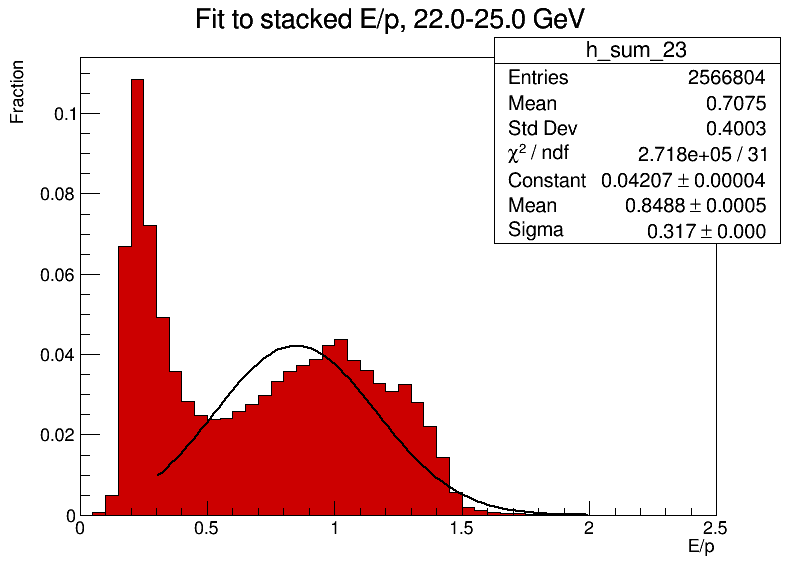 Fit to stacked E/p, 22.0-25.0 GeV
h_sum_23
Entries 2566804
Mean 0.7075
Std Dev 0.4003
χ² / ndf 2.718e+05 / 31
Constant 0.04207 ± 0.00004
Mean 0.8488 ± 0.0005
Sigma 0.317 ± 0.000
Fraction
0.1
0.08
0.06
0.04
0.02
0
0 0.5 1 1.5 2 2.5
E/p